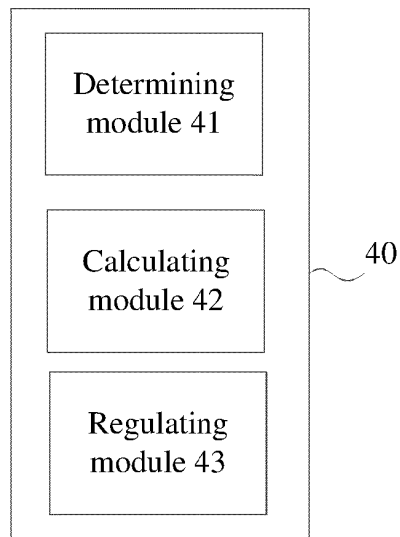 Determining
module 41
Calculating
module 42
40
Regulating
module 43